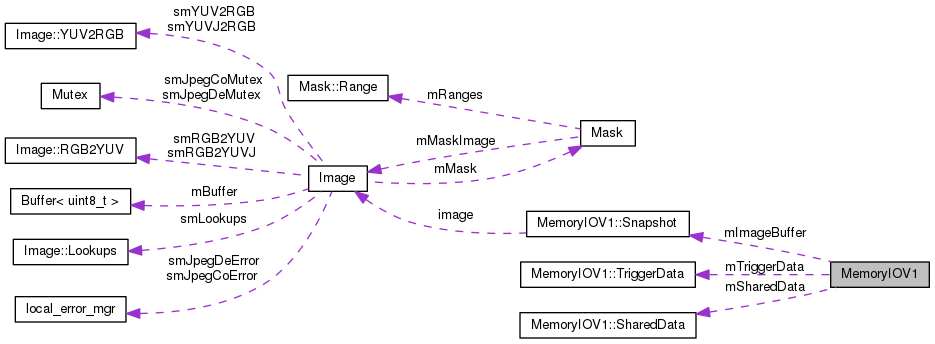 smYUV2RGB
smYUVJ2RGB
Image::YUV2RGB
smJpegCoMutex
smJpegDeMutex
Mutex
Mask::Range
mRanges
Mask
smRGB2YUV
smRGB2YUVJ
Image::RGB2YUV
mMaskImage
mMask
Image
mBuffer
Buffer< uint8_t >
smLookups
image
MemoryIOV1::Snapshot
mImageBuffer
Image::Lookups
smJpegDeError
smJpegCoError
MemoryIOV1::TriggerData
mTriggerData
MemoryIOV1
mSharedData
local_error_mgr
MemoryIOV1::SharedData